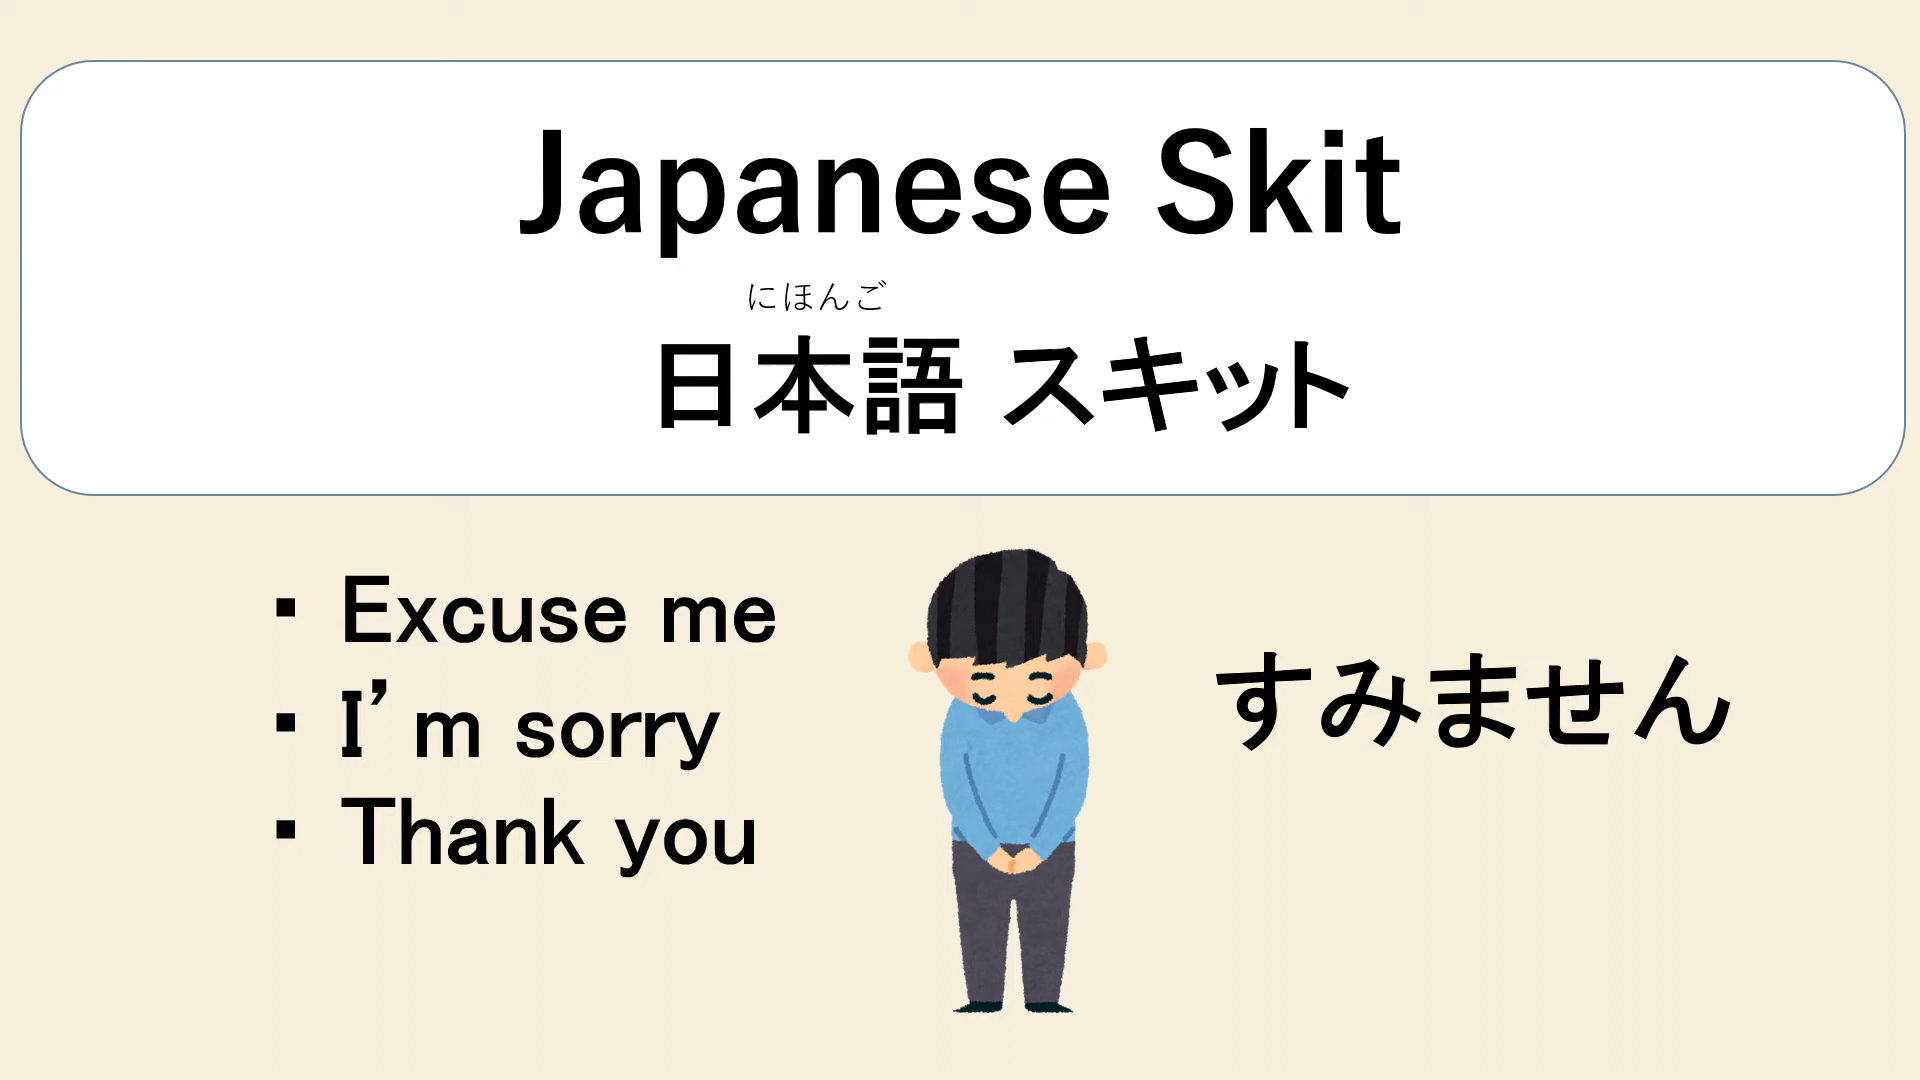 Japanese Skit
にほんご
日本語 スキット
▪ Excuse me
▪ I’m sorry
▪ Thank you
すみません